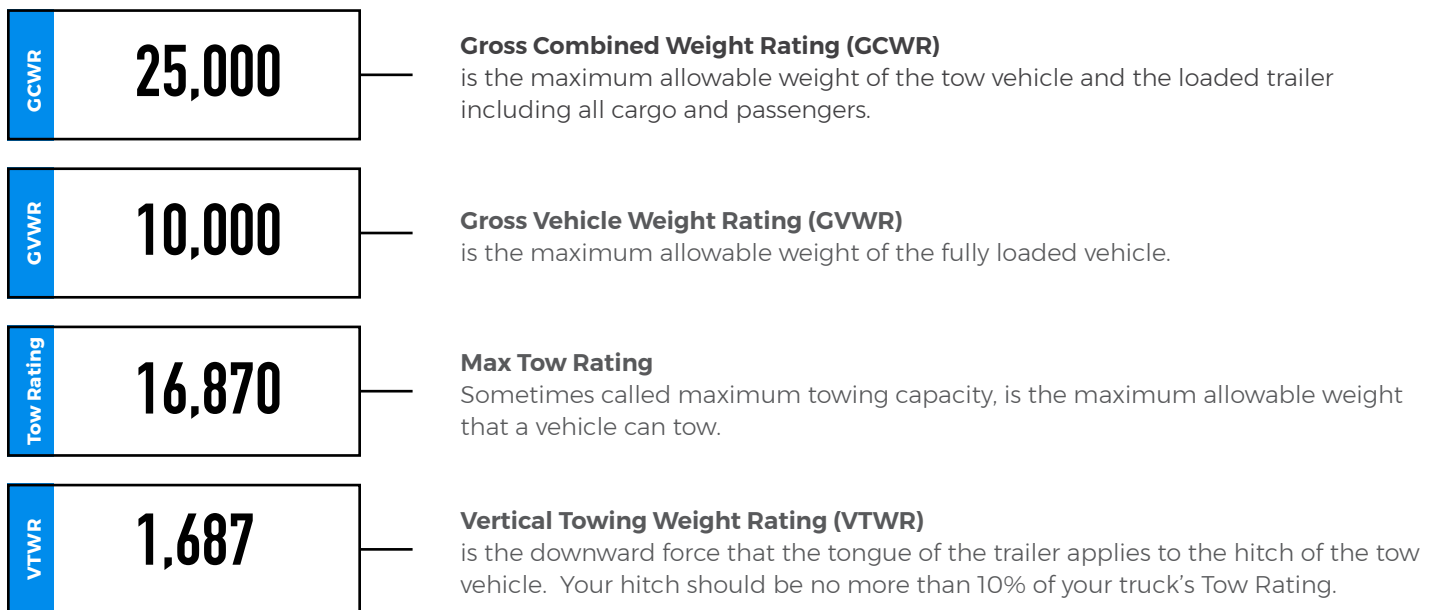 GCWR
25,000
Gross Combined Weight Rating (GCWR)
is the maximum allowable weight of the tow vehicle and the loaded trailer
including all cargo and passengers.
GVWR
10,000
Gross Vehicle Weight Rating (GVWR)
is the maximum allowable weight of the fully loaded vehicle.
Tow Rating
16,870
Max Tow Rating
Sometimes called maximum towing capacity, is the maximum allowable weight
that a vehicle can tow.
VTWR
1,687
Vertical Towing Weight Rating (VTWR)
is the downward force that the tongue of the trailer applies to the hitch of the tow
vehicle.  Your hitch should be no more than 10% of your truck’s Tow Rating.